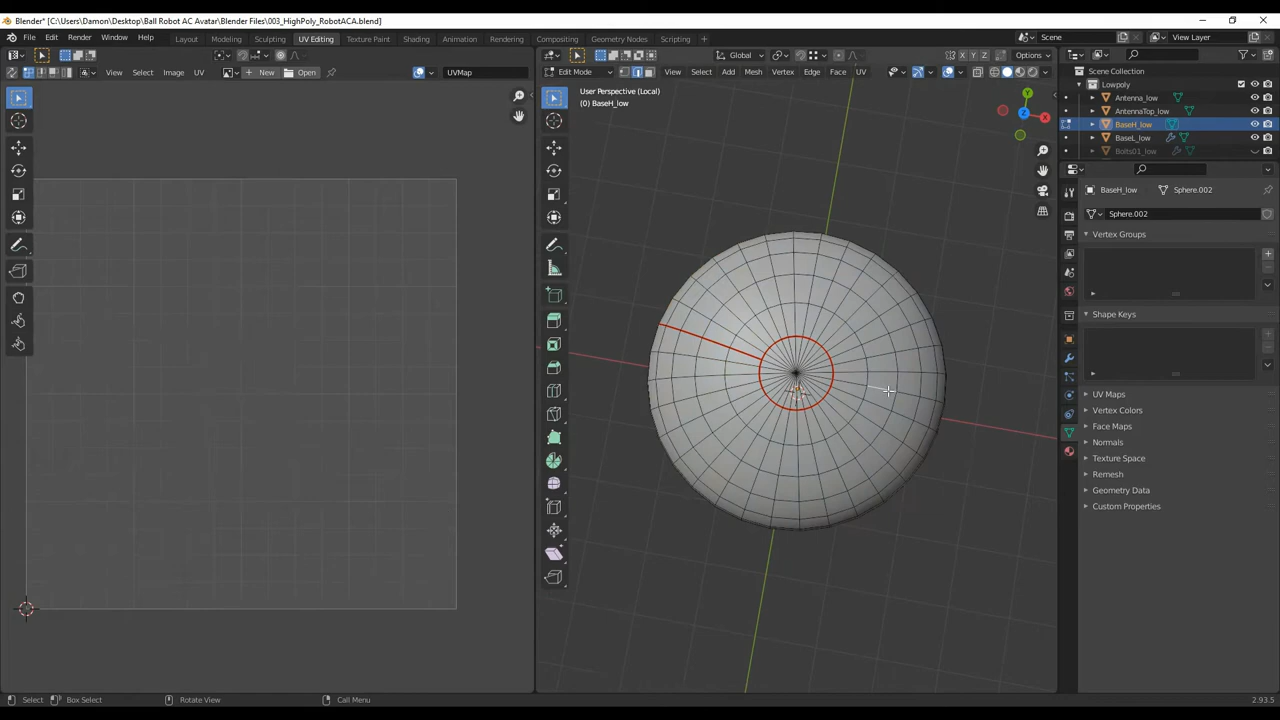 Blender* [C:\Users\Damon\Desktop\Ball Robot AC Avatar\Blender Files\003_HighPoly_RobotACA.blend]
File Edit Render Window Help Layout Modeling Sculpting UV Editing Texture Paint Shading Animation Rendering Compositing Geometry Nodes Scripting Scene View Layer
Global X Y Z Options
View Select Image UV New Open UVMap Edit Mode View Select Add Mesh Vertex Edge Face UV
Scene Collection
Lowpoly
User Perspective (Local)
(0) BaseH_low
Antenna_low
AntennaTop_low
BaseH_low
BaseL_low
Bolts01_low
Y
Z X
BaseH_low Sphere.002
Sphere.002
Vertex Groups
Shape Keys
UV Maps
Vertex Colors
Face Maps
Normals
Texture Space
Remesh
Geometry Data
Custom Properties
Select Box Select Rotate View Call Menu 2.93.5